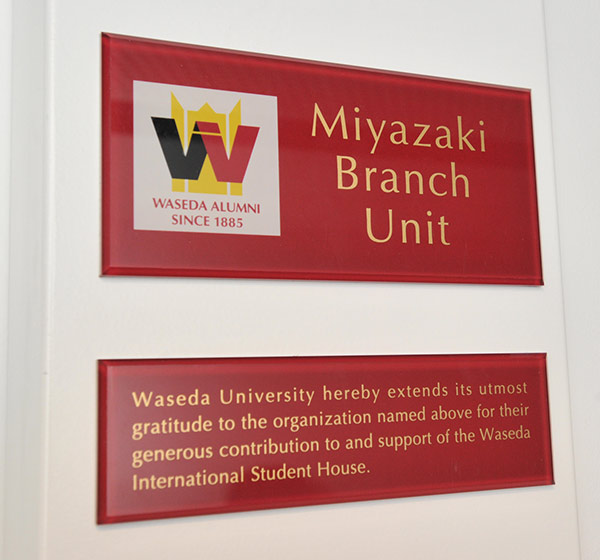 Miyazaki
Branch
Unit
W
WASEDA ALUMNI
SINCE 1885
Waseda University hereby extends its utmost
gratitude to the organization named above for their
generous contribution to and support of the Waseda
International Student House.